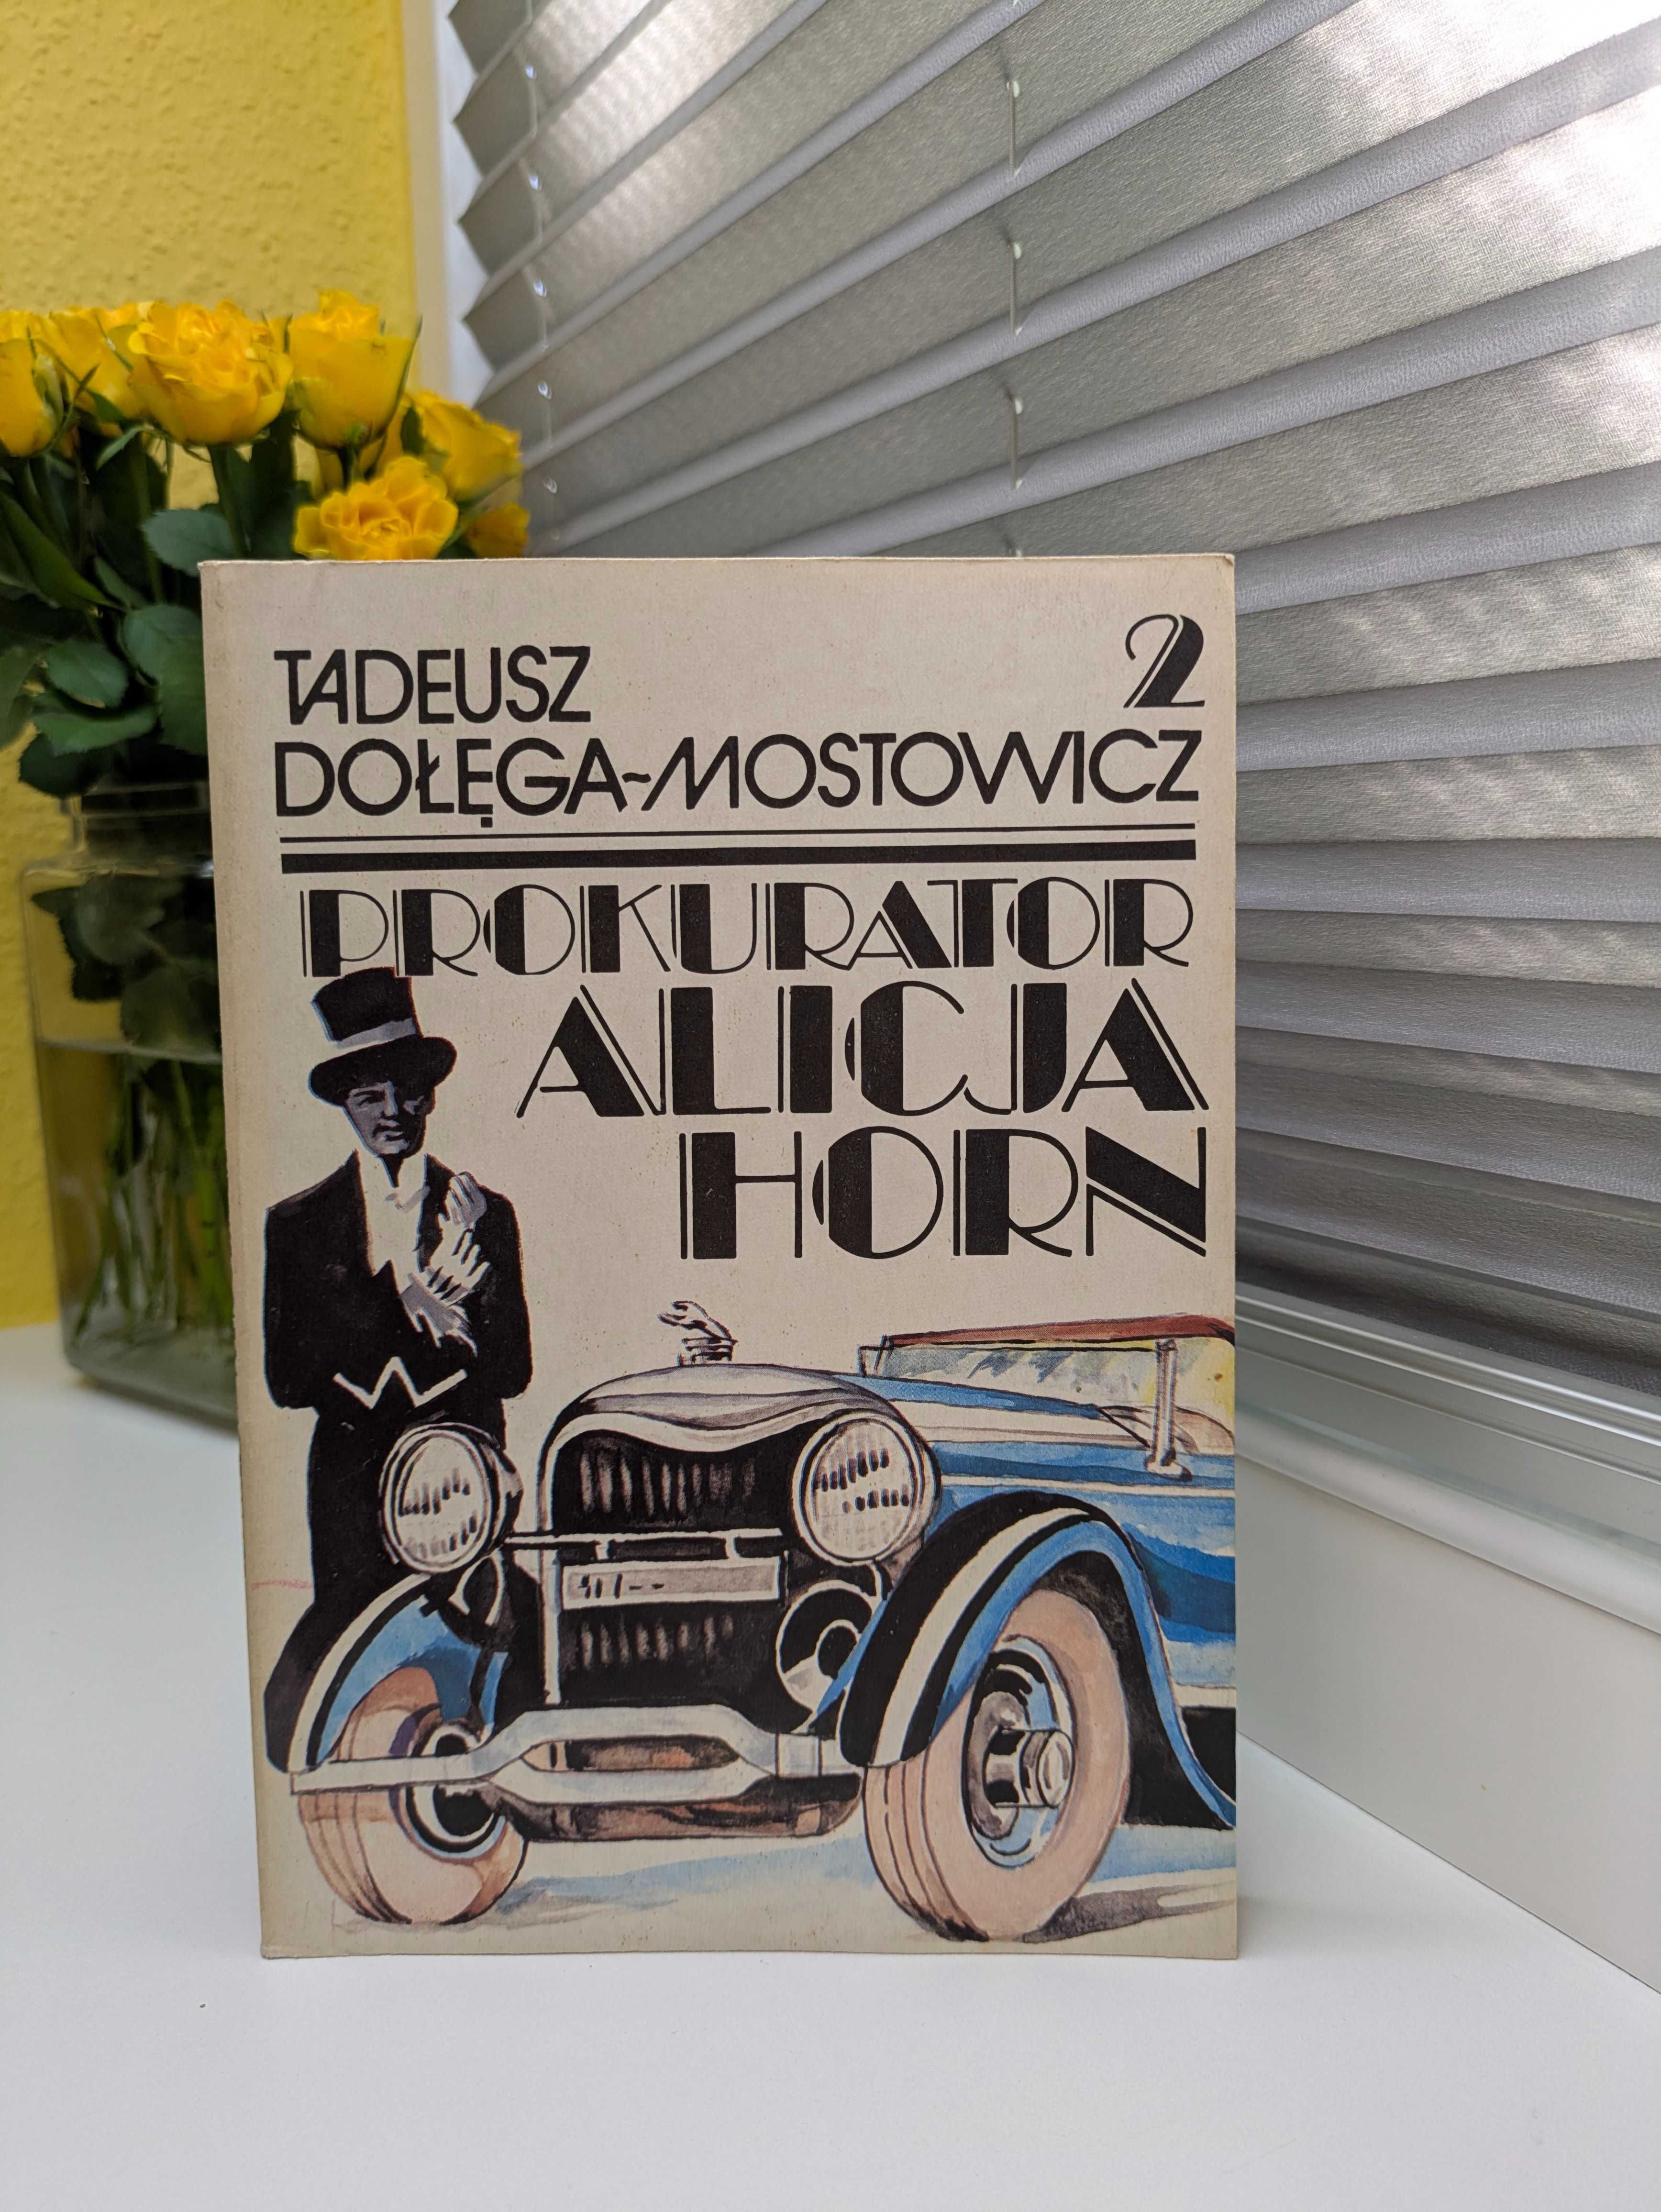 TADEUSZ 2
DOŁĘGA-MOSTOWICZ
PROKURATOR
ALICJA
HORN